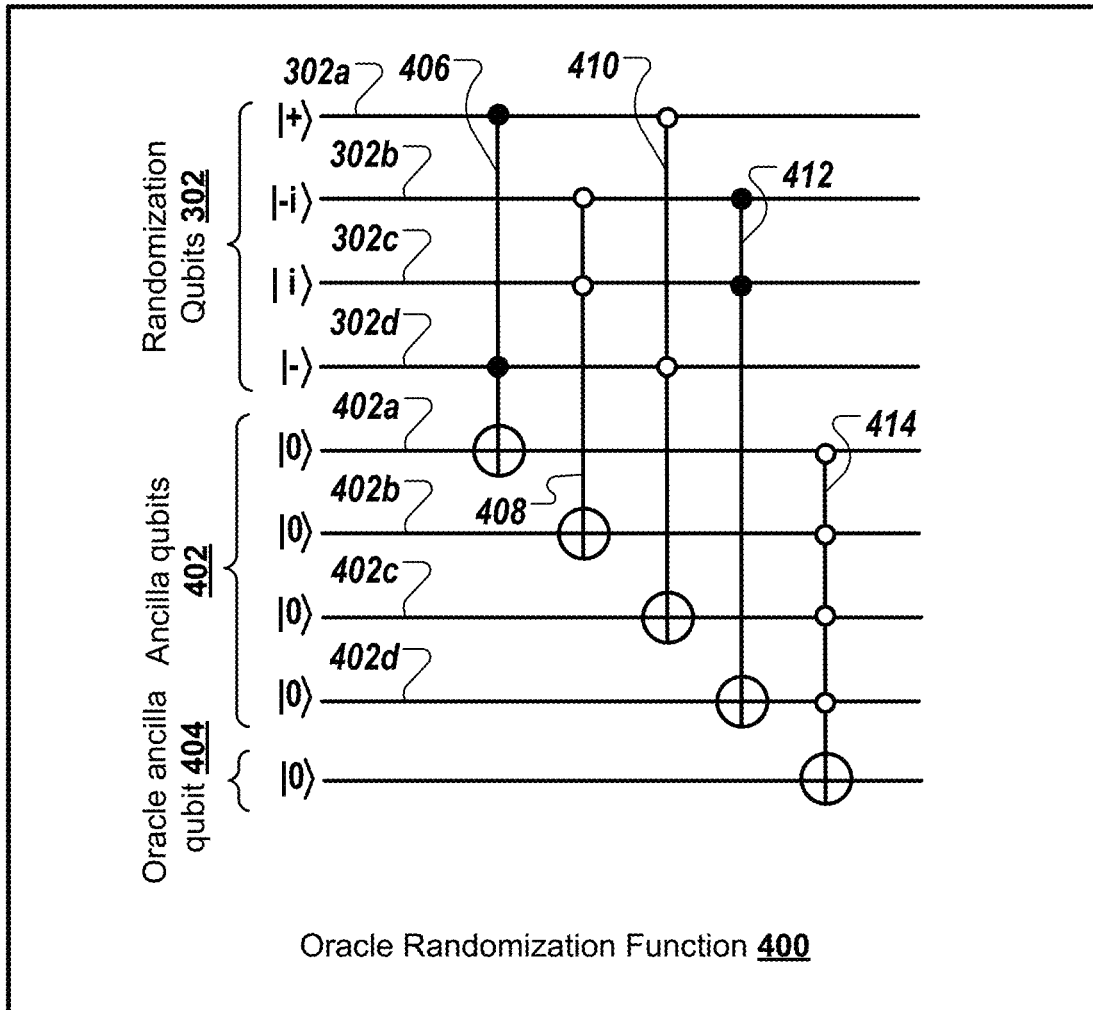 406
410
302a
|+⟩
302b
412
|-i⟩
302c
|i⟩
302d
|-⟩
Randomization
Qubits 302
402a
414
|0⟩
402b
408
|0⟩
402c
|0⟩
402d
|0⟩
Ancilla qubits
402
|0⟩
Oracle ancilla
qubit 404
Oracle Randomization Function 400